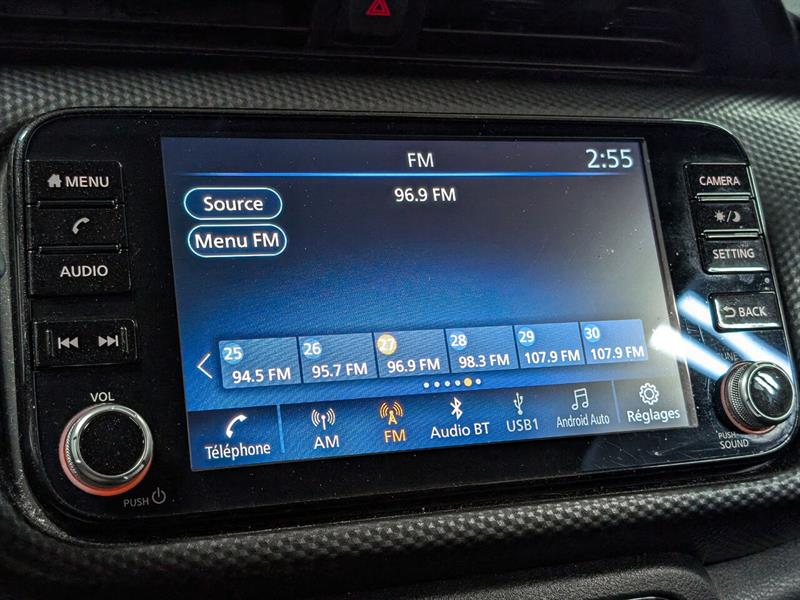 FM
2:55
Source
96.9 FM
Menu FM
25
94.5 FM
26
95.7 FM
27
96.9 FM
28
98.3 FM
29
107.9 FM
30
107.9 FM
Téléphone
AM
FM
Audio BT
USB1
Android Auto
Réglages
MENU
AUDIO
VOL
PUSH
CAMERA
SETTING
BACK
TUNE
PUSH
SOUND